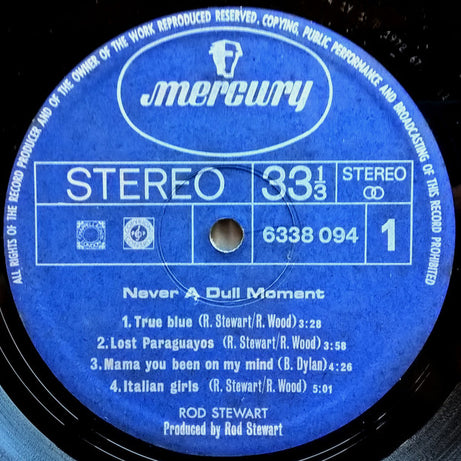 ALL RIGHTS OF THE RECORD PRODUCER AND OF THE OWNER OF THE WORK REPRODUCED RESERVED, COPYING, PUBLIC PERFORMANCE AND BROADCASTING OF THIS RECORD PROHIBITED
mercury
STEREO 33 1/3 STEREO
6338 094 1
Never A Dull Moment
1.True blue (R. Stewart/R. Wood) 3:28
2.Lost Paraguayos (R. Stewart/R. Wood) 3:58
3.Mama you been on my mind (B. Dylan) 4:26
4.Italian girls (R. Stewart/R. Wood) 5:01
ROD STEWART
Produced by Rod Stewart